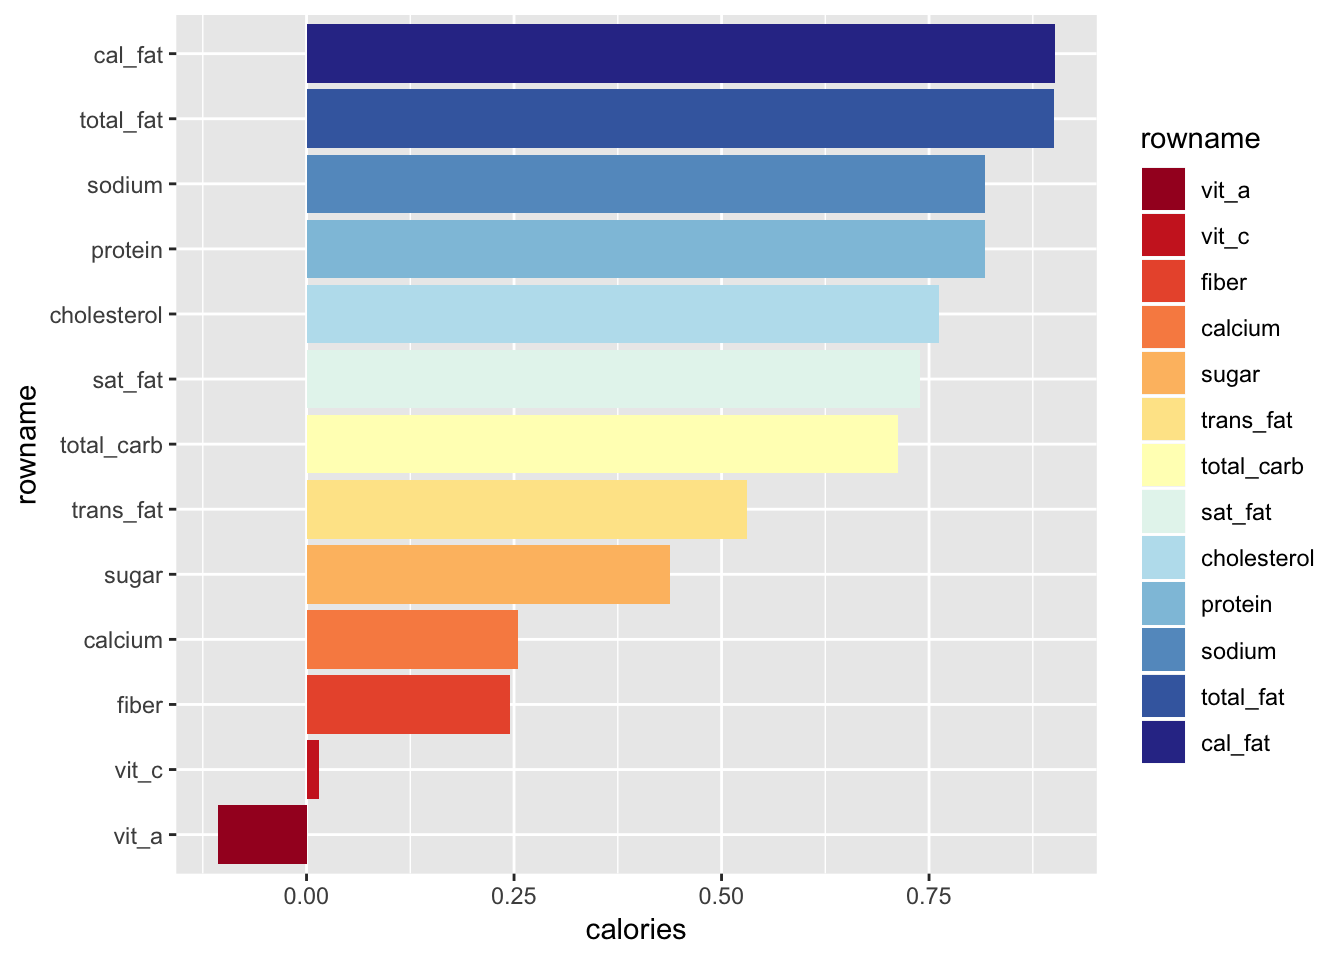 cal_fat
total_fat
sodium
protein
cholesterol
sat_fat
total_carb
trans_fat
sugar
calcium
fiber
vit_c
vit_a
rowname
0.00 0.25 0.50 0.75
calories
rowname
vit_a
vit_c
fiber
calcium
sugar
trans_fat
total_carb
sat_fat
cholesterol
protein
sodium
total_fat
cal_fat